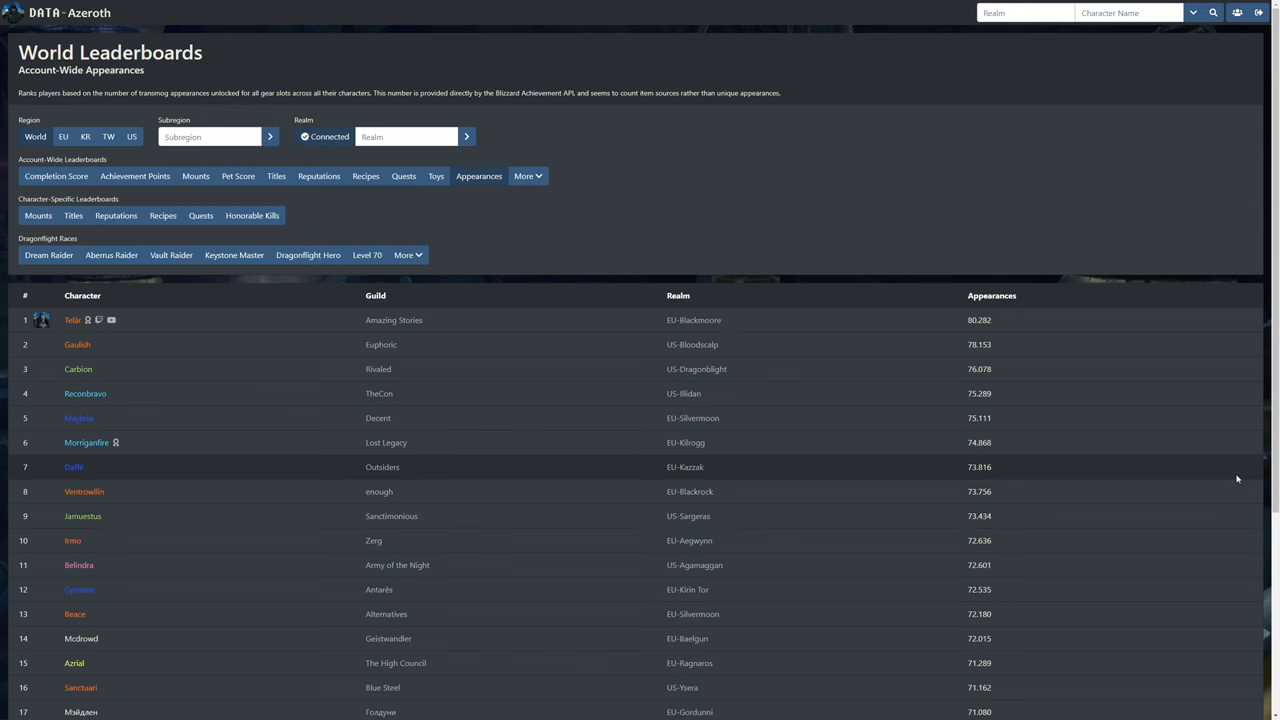 DATA - Azeroth Realm Character Name
World Leaderboards
Account-Wide Appearances
Ranks players based on the number of transmog appearances unlocked for all gear slots across all their characters. This number is provided directly by the Blizzard Achievement API, and seems to count item sources rather than unique appearances.
Region Subregion Realm
World EU KR TW US Subregion Connected Realm
Account-Wide Leaderboards
Completion Score Achievement Points Mounts Pet Score Titles Reputations Recipes Quests Toys Appearances More
Character-Specific Leaderboards
Mounts Titles Reputations Recipes Quests Honorable Kills
Dragonflight Races
Dream Raider Aberrus Raider Vault Raider Keystone Master Dragonflight Hero Level 70 More
# Character Guild Realm Appearances
1 Telár Amazing Stories EU-Blackmoore 80.282
2 Gaulish Euphoric US-Bloodscalp 78.153
3 Carbion Rivaled US-Dragonblight 76.078
4 Reconbravo TheCon US-Illidan 75.289
5 Maylosa Decent EU-Silvermoon 75.111
6 Morriganfire Lost Legacy EU-Kilrogg 74.868
7 Daffé Outsiders EU-Kazzak 73.816
8 Ventrowllin enough EU-Blackrock 73.756
9 Jamuestus Sanctimonious US-Sargeras 73.434
10 Irmo Zerg EU-Aegwynn 72.636
11 Belindra Army of the Night US-Agamaggan 72.601
12 Cytosine Antarès EU-Kirin Tor 72.535
13 Beace Alternatives EU-Silvermoon 72.180
14 Mcdrowd Geistwandler EU-Baelgun 72.015
15 Azrial The High Council EU-Ragnaros 71.289
16 Sanctuari Blue Steel US-Ysera 71.162
17 Мэйдлен Голдуни EU-Gordunni 71.080